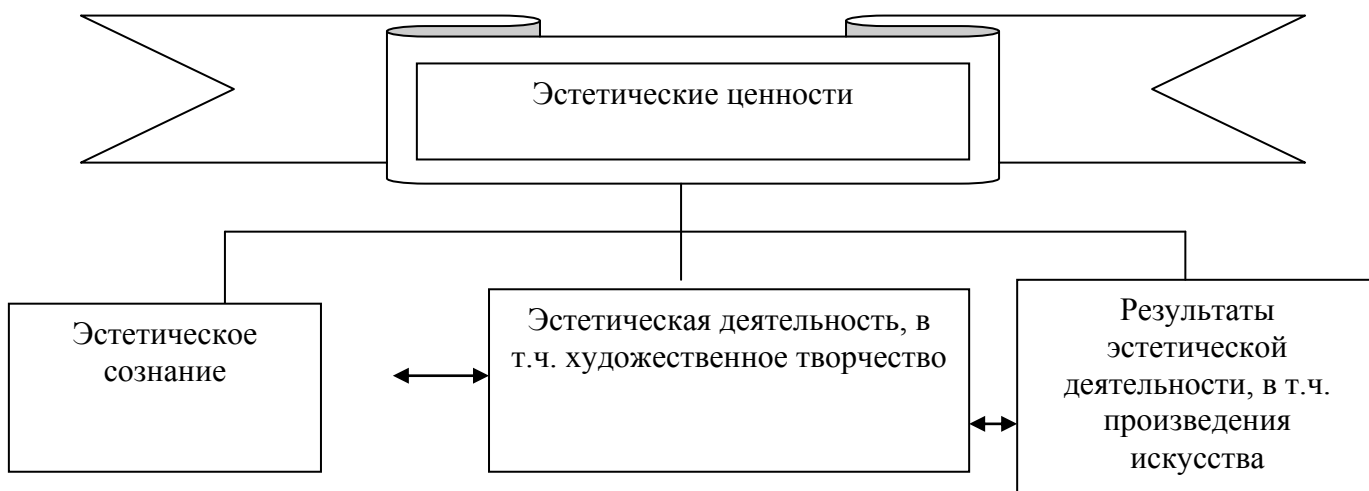 Эстетические ценности
Эстетическое
сознание
Эстетическая деятельность, в
т.ч. художественное творчество
Результаты
эстетической
деятельности, в т.ч.
произведения
искусства